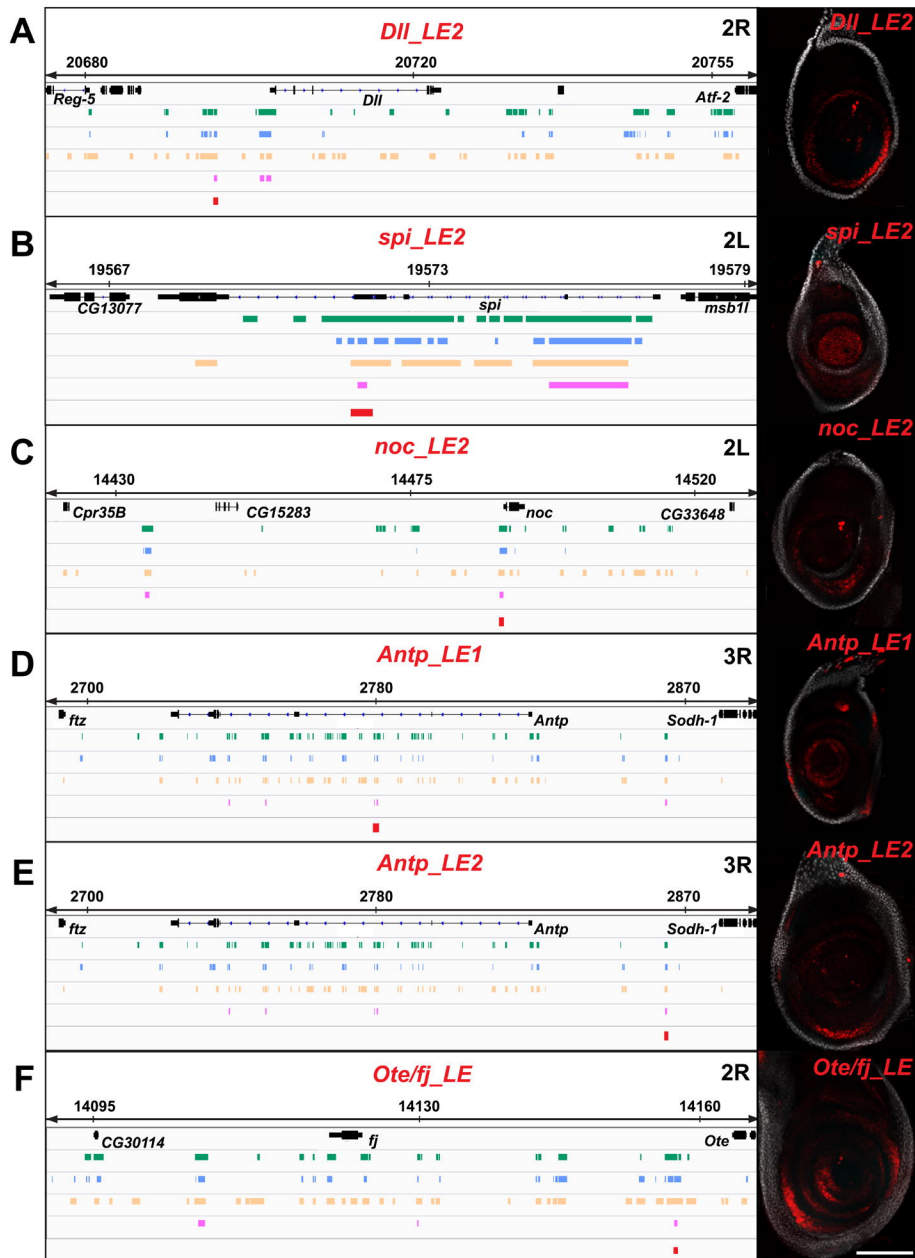 A Dll_LE2 2R Dll_LE2
20680 20720 20755
Reg-5 Dll Atf-2
B spi_LE2 2L spi_LE2
19567 19573 19579
CG13077 spi msb1l
C noc_LE2 2L noc_LE2
14430 14475 14520
Cpr35B CG15283 noc CG33648
D Antp_LE1 3R Antp_LE1
2700 2780 2870
ftz Antp Sodh-1
E Antp_LE2 3R Antp_LE2
2700 2780 2870
ftz Antp Sodh-1
F Ote/fj_LE 2R Ote/fj_LE
14095 14130 14160
CG30114 fj Ote